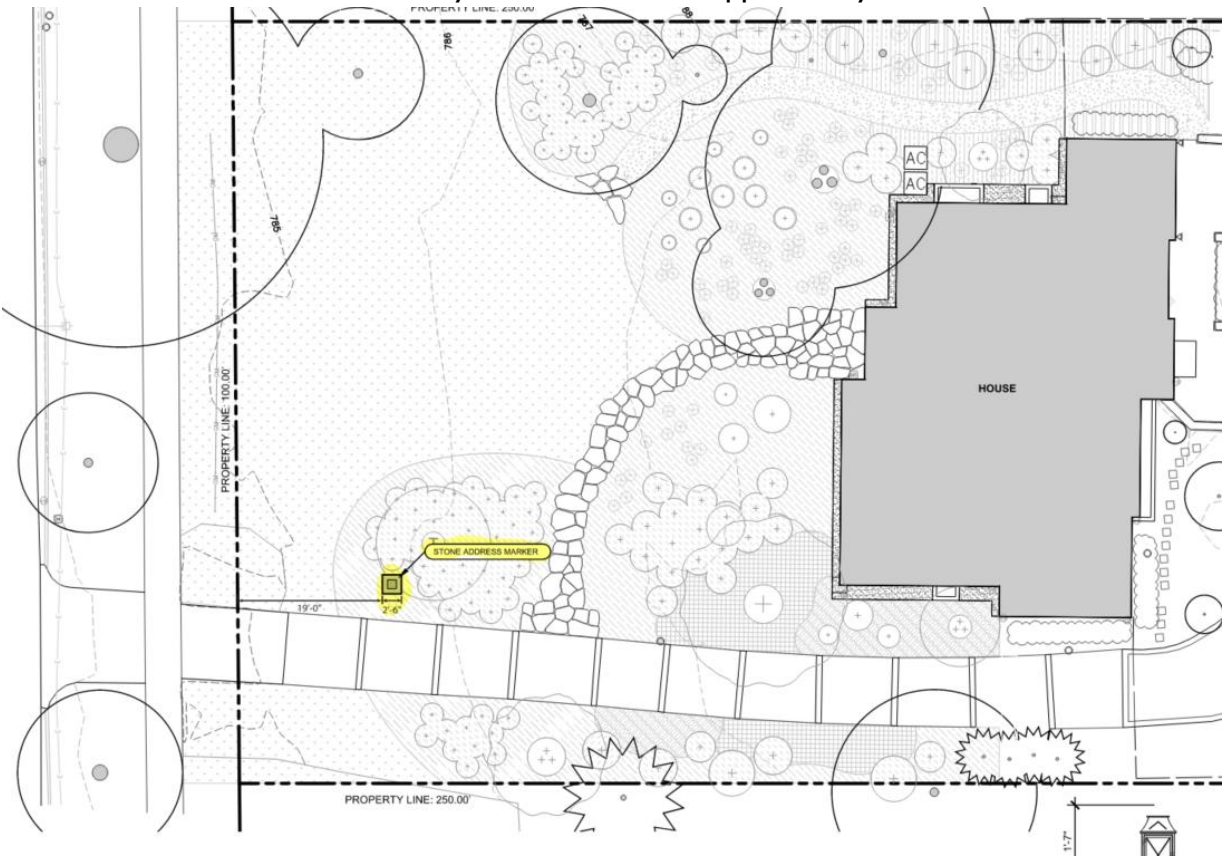 PROPERTY LINE: 250.00'
786
787
88
AC
AC
785
PROPERTY LINE: 100.00'
HOUSE
STONE ADDRESS MARKER
19'-0"
2'-6"
PROPERTY LINE: 250.00'
1'-7"